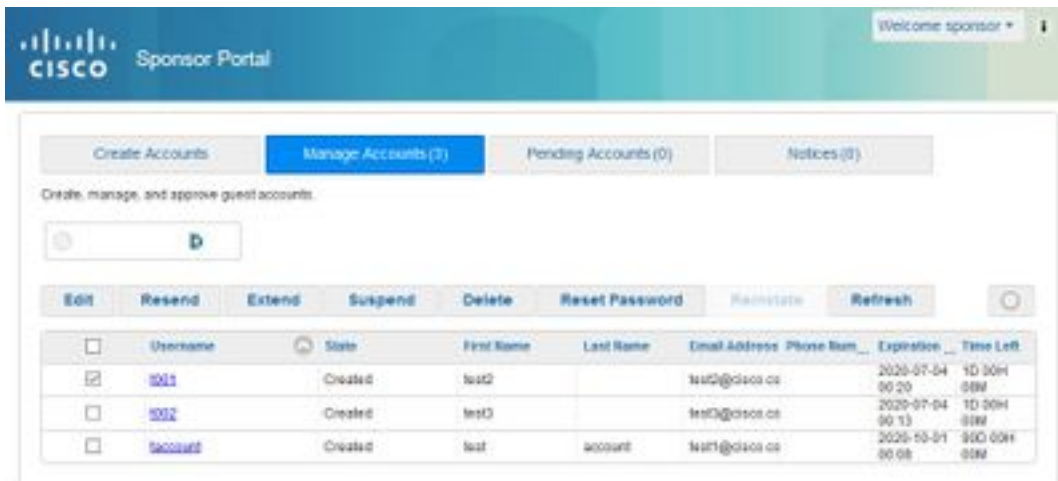 Welcome sponsor
CISCO Sponsor Portal
Create Accounts Manage Accounts (3) Pending Accounts (0) Notices (0)
Create, manage, and approve guest accounts.
Edit Resend Extend Suspend Delete Reset Password Reinstate Refresh
Username State First Name Last Name Email Address Phone Num... Expiration ... Time Left
t001 Created test2 test2@cisco.co 2020-07-04 00:20 1D 00H 00M
t002 Created test3 test3@cisco.co 2020-07-04 00:13 1D 00H 00M
taccount Created test account test1@cisco.co 2020-10-01 00:08 90D 00H 00M